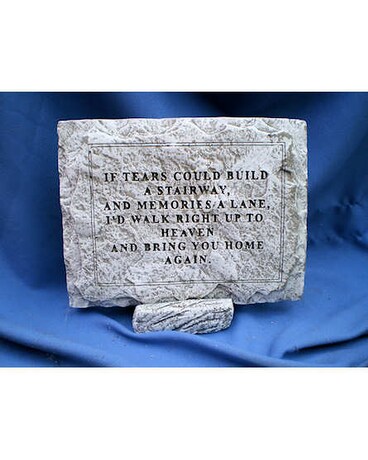 IF TEARS COULD BUILD
A STAIRWAY,
AND MEMORIES A LANE,
I'D WALK RIGHT UP TO
HEAVEN
AND BRING YOU HOME
AGAIN.